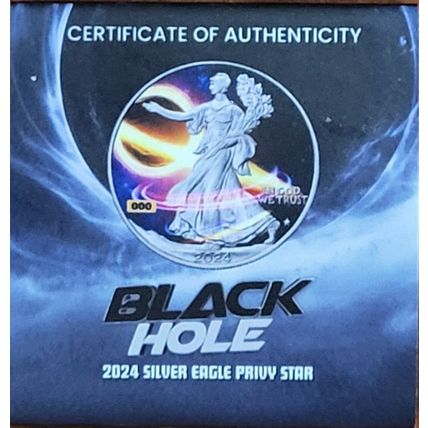 CERTIFICATE OF AUTHENTICITY
000
IN GOD
WE TRUST
2024
BLACK
HOLE
2024 SILVER EAGLE PRIVY STAR